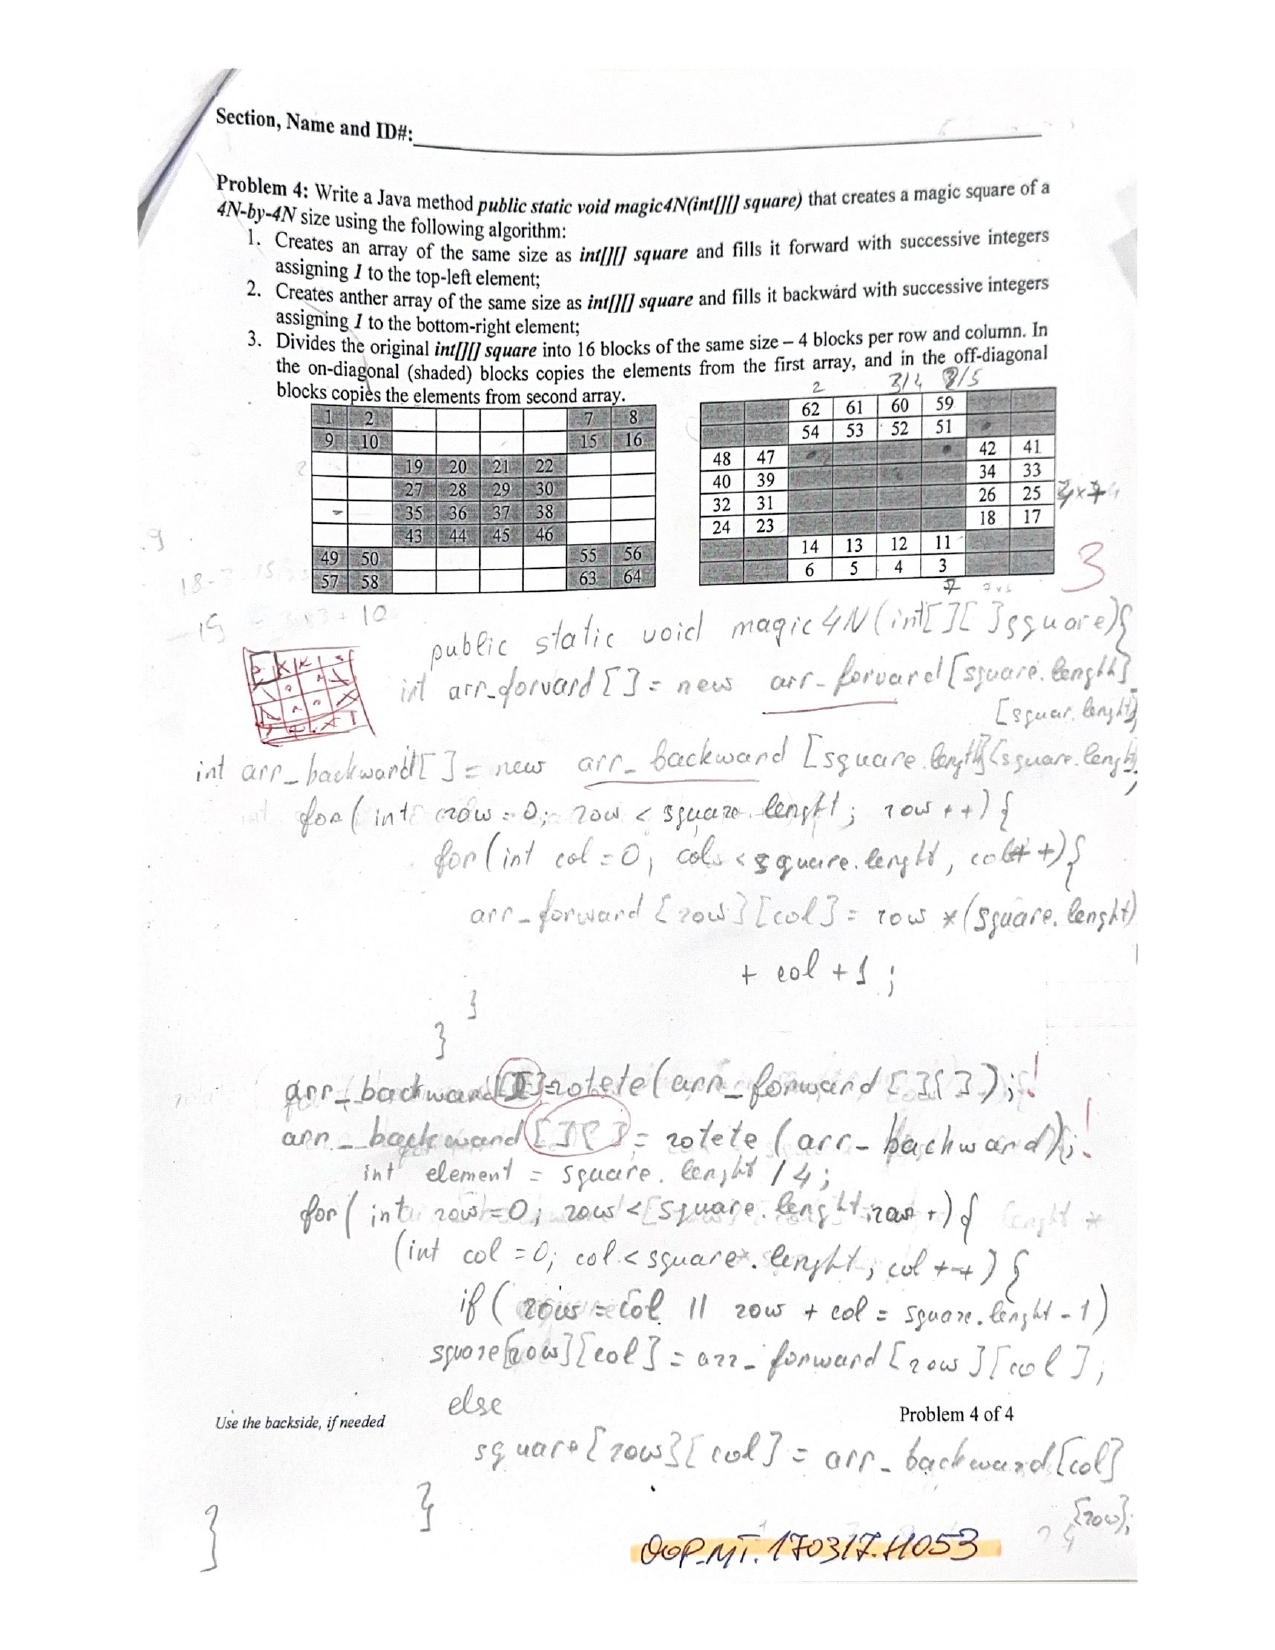 Section, Name and ID#:
Problem 4: Write a Java method public static void magic4N(int[][] square) that creates a magic square of a
4N-by-4N size using the following algorithm:
1. Creates an array of the same size as int[][] square and fills it forward with successive integers
assigning 1 to the top-left element;
2. Creates anther array of the same size as int[][] square and fills it backward with successive integers
assigning 1 to the bottom-right element;
3. Divides the original int[][] square into 16 blocks of the same size – 4 blocks per row and column. In
the on-diagonal (shaded) blocks copies the elements from the first array, and in the off-diagonal
blocks copies the elements from second array.
2 3/4
1 2 7 8
9 10 15 16
19 20 21 22
27 28 29 30
35 36 37 38
43 44 45 46
49 50 55 56
57 58 63 64
62 61 60 59
54 53 52 51
48 47 42 41
40 39 34 33
32 31 26 25
24 23 18 17
14 13 12 11
6 5 4 3
3
public static void magic4N(int[][]square){
int arr_forvard[] = new arr_forvard[square.length]
[squar.lenght]
int arr_backward[] = new arr_backward [square.length][square.length];
for(int row = 0; row < square.lenght; row++){
for(int col = 0; col < square.lenght, col++){
arr_forward[row][col] = row *(square.lenght)
+ col + 1;
}
}
arr_backward[]=rotete(arr_forward[][]);!
arr_backward[][] = rotete (arr_backward);!
int element = square.lenght / 4;
for(int row=0; row<[square.lenght;row+){
(int col =0; col<square.lenght, col++){
if(row = col || row + col = square.lenght - 1)
square[row][col] = arr_forward[row][col];
else
Use the backside, if needed
Problem 4 of 4
square[row][col] = arr_backward[col]
[row];
}
}
OOP_MT.170317.H053